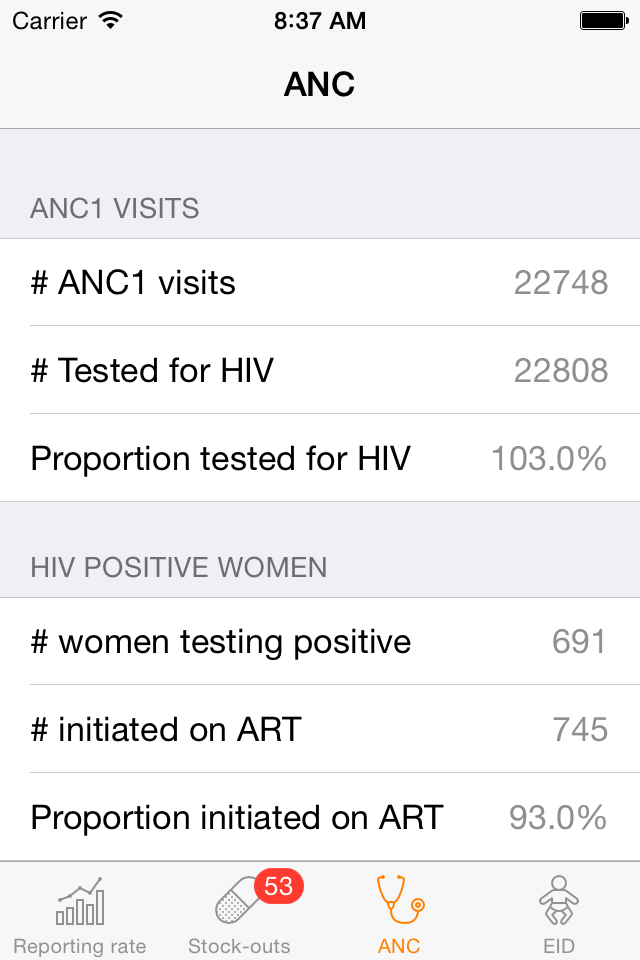 Carrier 8:37 AM
ANC
ANC1 VISITS
# ANC1 visits 22748
# Tested for HIV 22808
Proportion tested for HIV 103.0%
HIV POSITIVE WOMEN
# women testing positive 691
# initiated on ART 745
Proportion initiated on ART 93.0%
53
Reporting rate Stock-outs ANC EID